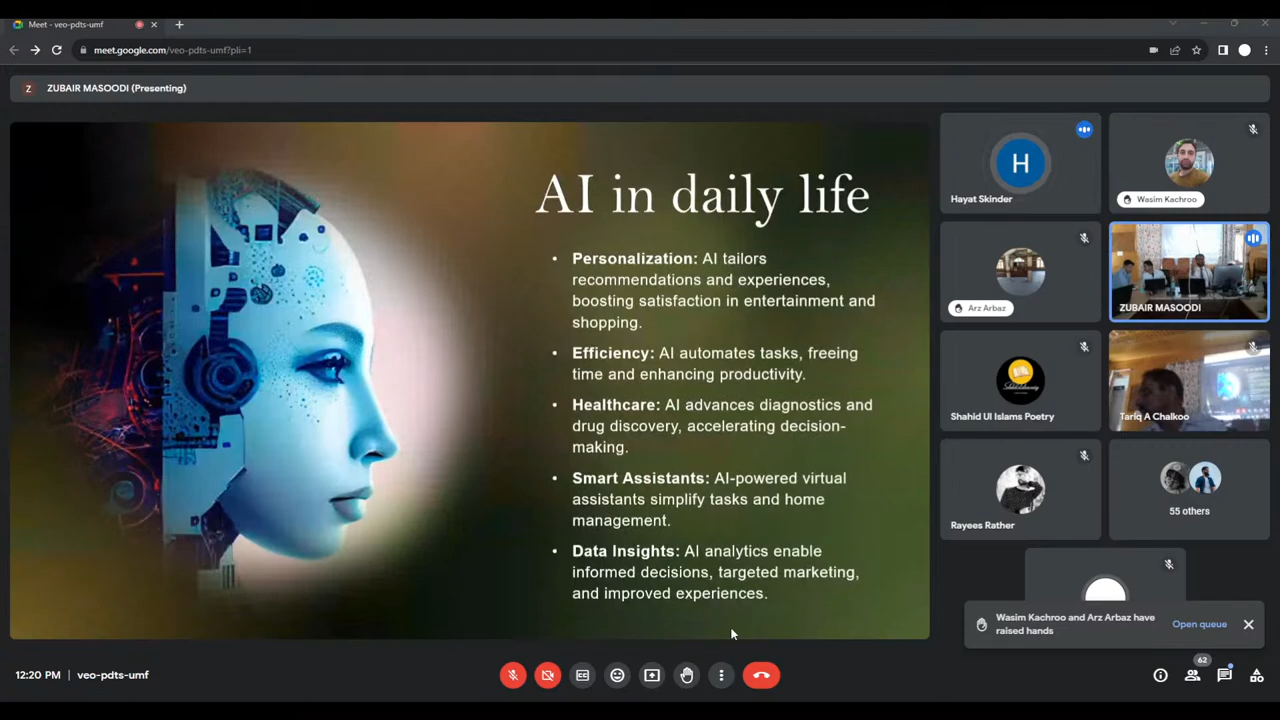 Meet - veo-pdts-umf
meet.google.com/veo-pdts-umf?pli=1
Z
ZUBAIR MASOODI (Presenting)
AI in daily life
• Personalization: AI tailors
recommendations and experiences,
boosting satisfaction in entertainment and
shopping.
• Efficiency: AI automates tasks, freeing
time and enhancing productivity.
• Healthcare: AI advances diagnostics and
drug discovery, accelerating decision-
making.
• Smart Assistants: AI-powered virtual
assistants simplify tasks and home
management.
• Data Insights: AI analytics enable
informed decisions, targeted marketing,
and improved experiences.
H
Hayat Skinder
Wasim Kachroo
Arz Arbaz
ZUBAIR MASOODI
Shahid Ul Islams Poetry
Tariq A Chalkoo
Rayees Rather
55 others
Wasim Kachroo and Arz Arbaz have
raised hands
Open queue
12:20 PM | veo-pdts-umf
62